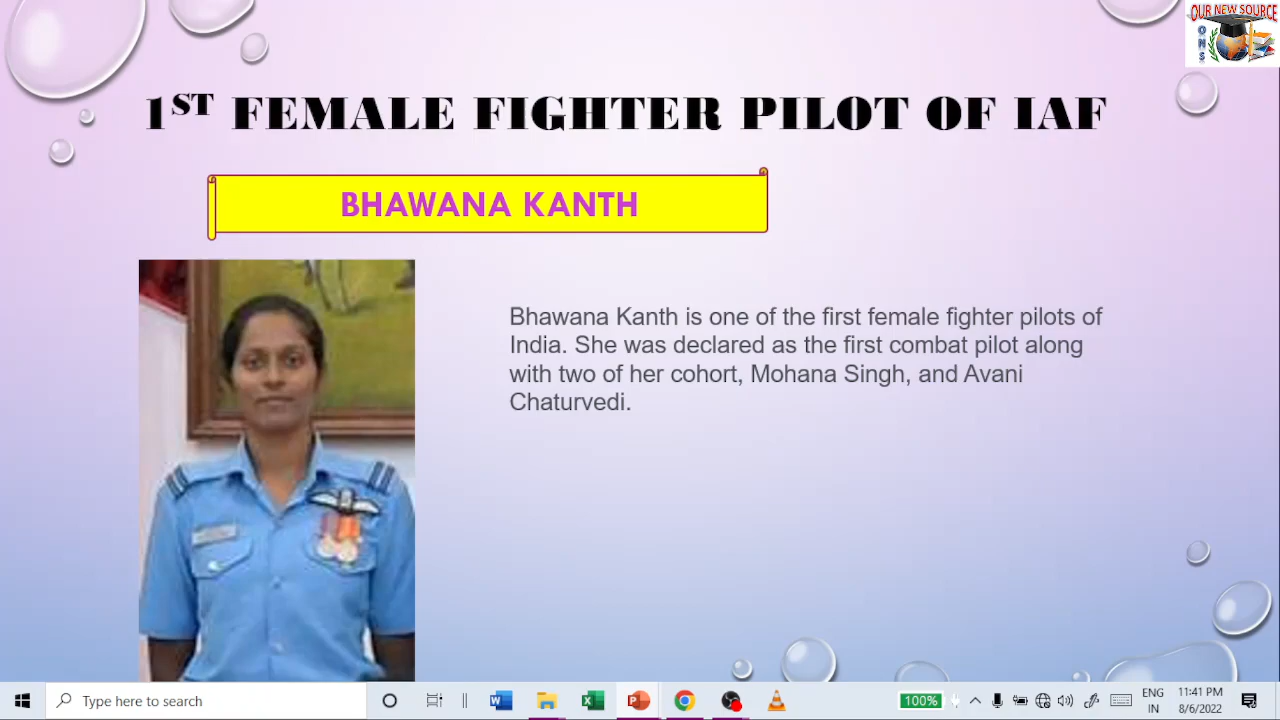 OUR NEW SOURCE
ONS
1ST FEMALE FIGHTER PILOT OF IAF
BHAWANA KANTH
Bhawana Kanth is one of the first female fighter pilots of
India. She was declared as the first combat pilot along
with two of her cohort, Mohana Singh, and Avani
Chaturvedi.
Type here to search
100%
ENG
IN
11:41 PM
8/6/2022